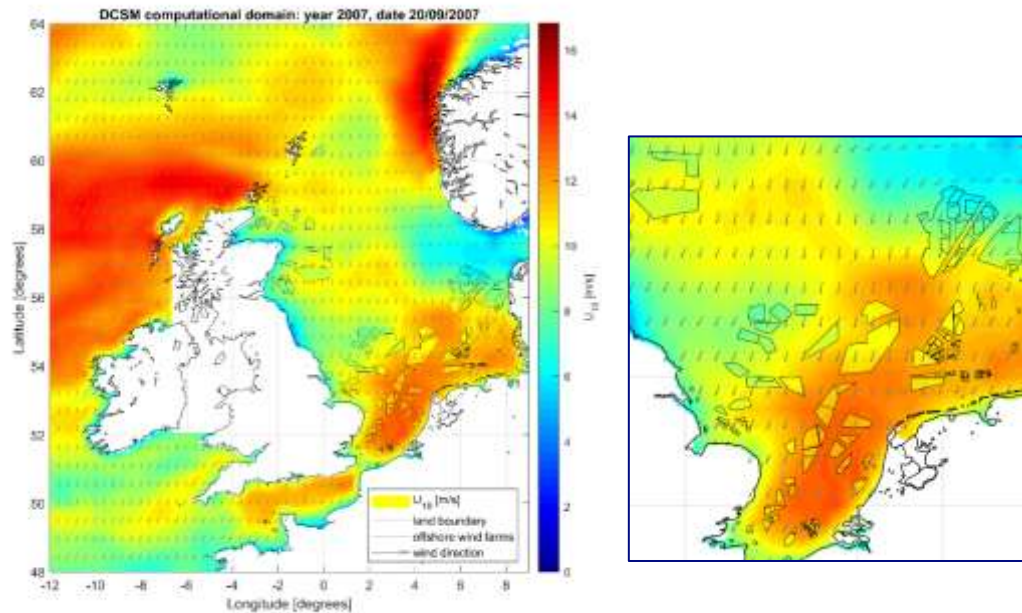 DCSM computational domain: year 2007, date 20/09/2007
64
62
60
58
56
54
52
50
48
Latitude [degrees]
-12 -10 -8 -6 -4 -2 0 2 4 6 8
Longitude [degrees]
16
14
12
10
8
6
4
2
0
U10 [m/s]
U10 [m/s]
land boundary
offshore wind farms
wind direction